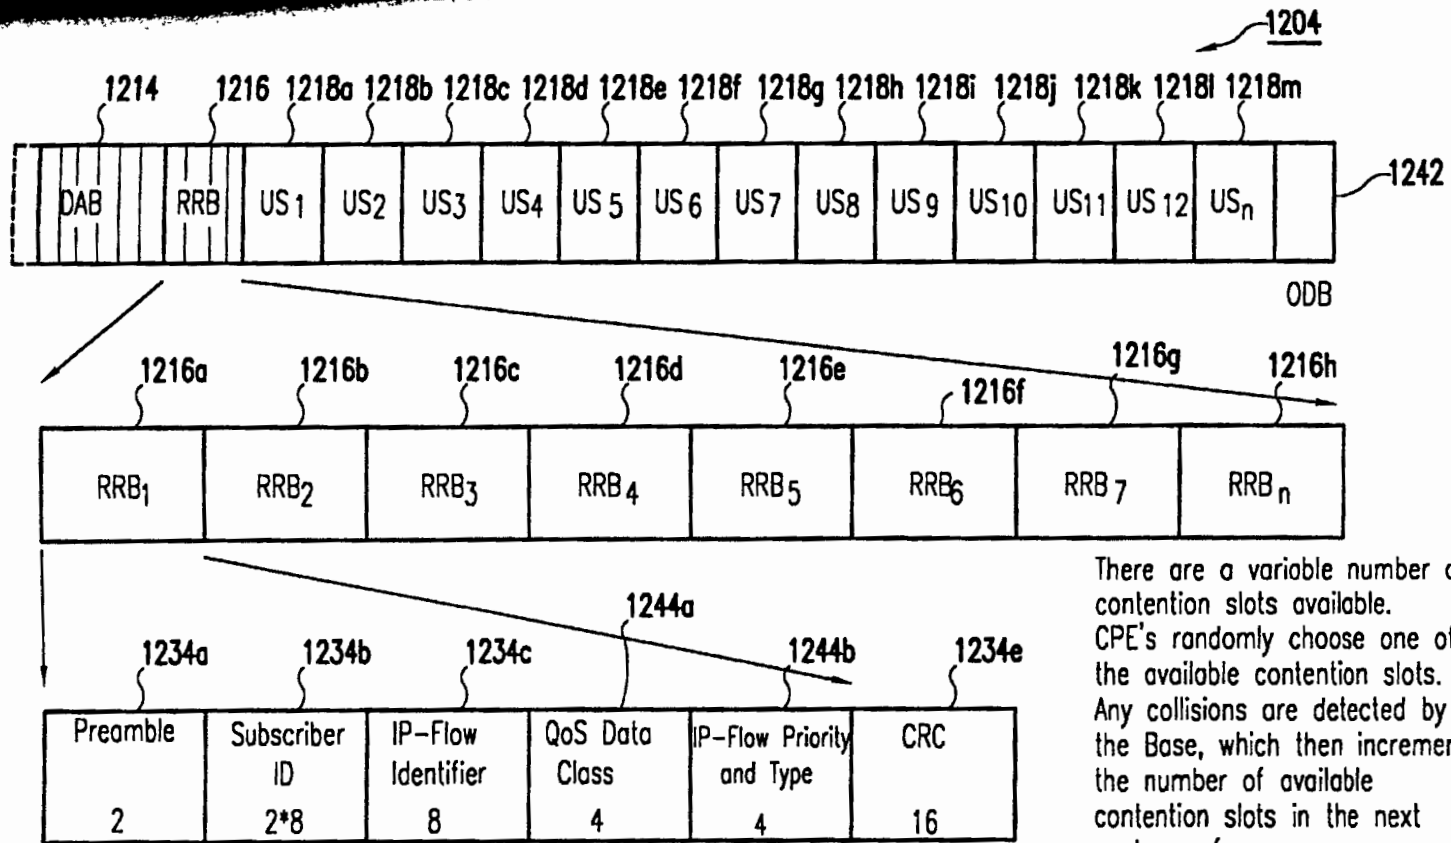 1204
1214 1216 1218a 1218b 1218c 1218d 1218e 1218f 1218g 1218h 1218i 1218j 1218k 1218l 1218m
DAB RRB US1 US2 US3 US4 US5 US6 US7 US8 US9 US10 US11 US12 USn
1242
ODB
1216a 1216b 1216c 1216d 1216e 1216f 1216g 1216h
RRB1 RRB2 RRB3 RRB4 RRB5 RRB6 RRB7 RRBn
There are a variable number
contention slots available.
CPE's randomly choose one of
the available contention slots.
Any collisions are detected by
the Base, which then
the number of available
contention slots in the next
1234a 1234b 1234c 1244a 1244b 1234e
Preamble
2
Subscriber
ID
2*8
IP-Flow
Identifier
8
QoS Data
Class
4
IP-Flow Priority
and Type
4
CRC
16